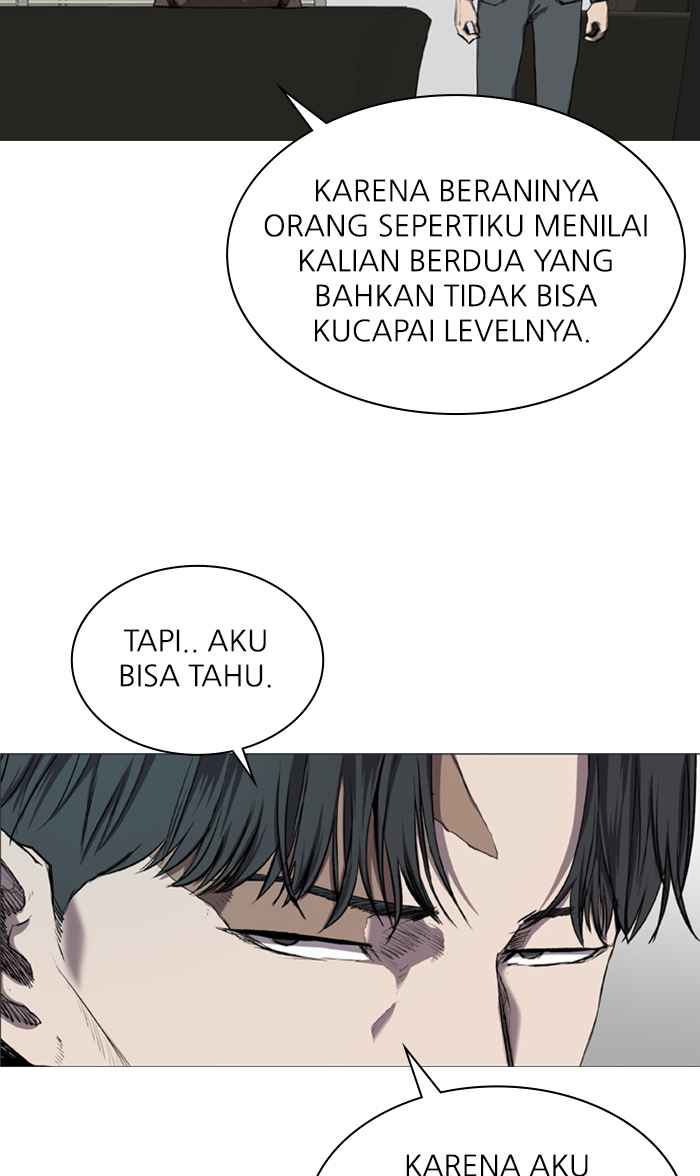 KARENA BERANINYA
ORANG SEPERTIKU MENILAI
KALIAN BERDUA YANG
BAHKAN TIDAK BISA
KUCAPAI LEVELNYA.
TAPI.. AKU
BISA TAHU.
KARENA AKU